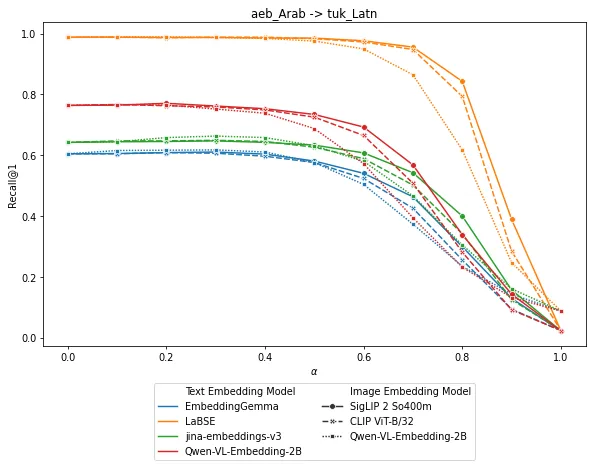 aeb_Arab -> tuk_Latn
Recall@1
1.0
0.8
0.6
0.4
0.2
0.0
0.0 0.2 0.4 0.6 0.8 1.0
α
Text Embedding Model
EmbeddingGemma
LaBSE
jina-embeddings-v3
Qwen-VL-Embedding-2B
Image Embedding Model
SigLIP 2 So400m
CLIP ViT-B/32
Qwen-VL-Embedding-2B